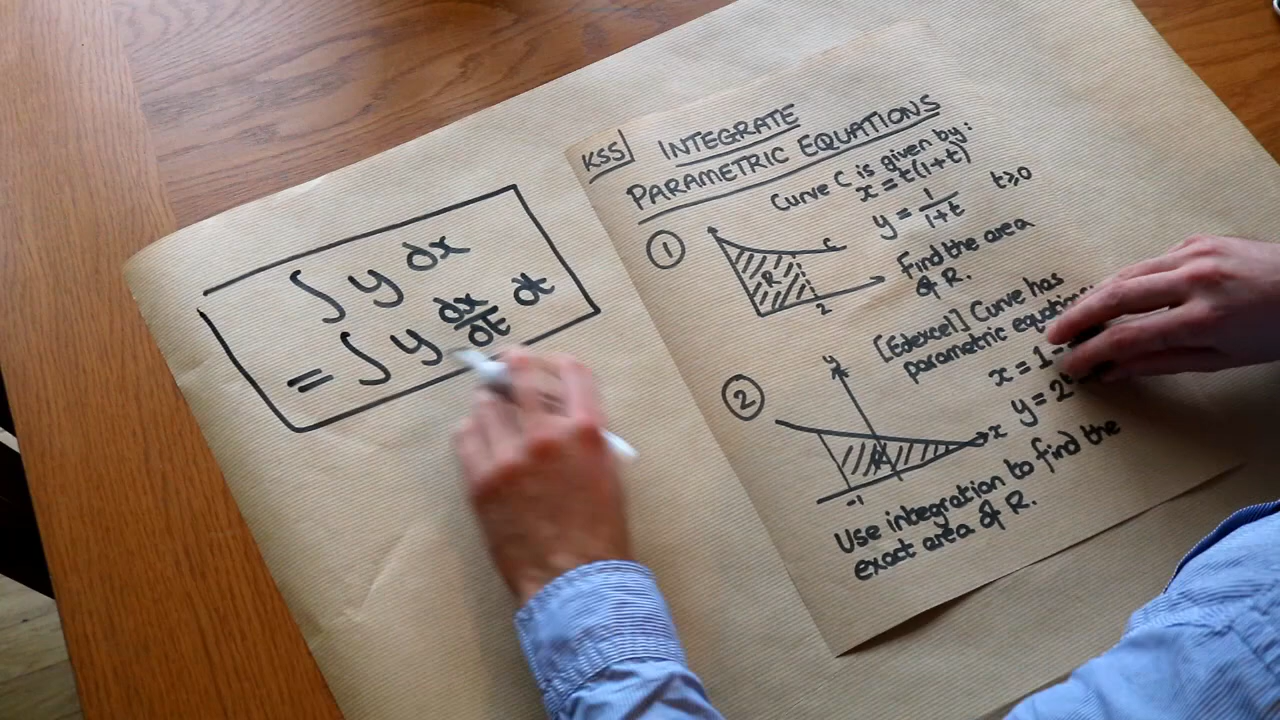 ∫ y dx
= ∫ y dx/dt dt
KS5
INTEGRATE
PARAMETRIC EQUATIONS
Curve C is given by:
x = t(1+t)
y = 1/1+t t≥0
①
C
R
2
Find the area
of R.
[Edexcel] Curve has
parametric equations
x = 1 -
y = 2
②
y
x
R
-1
Use integration to find the
exact area of R.